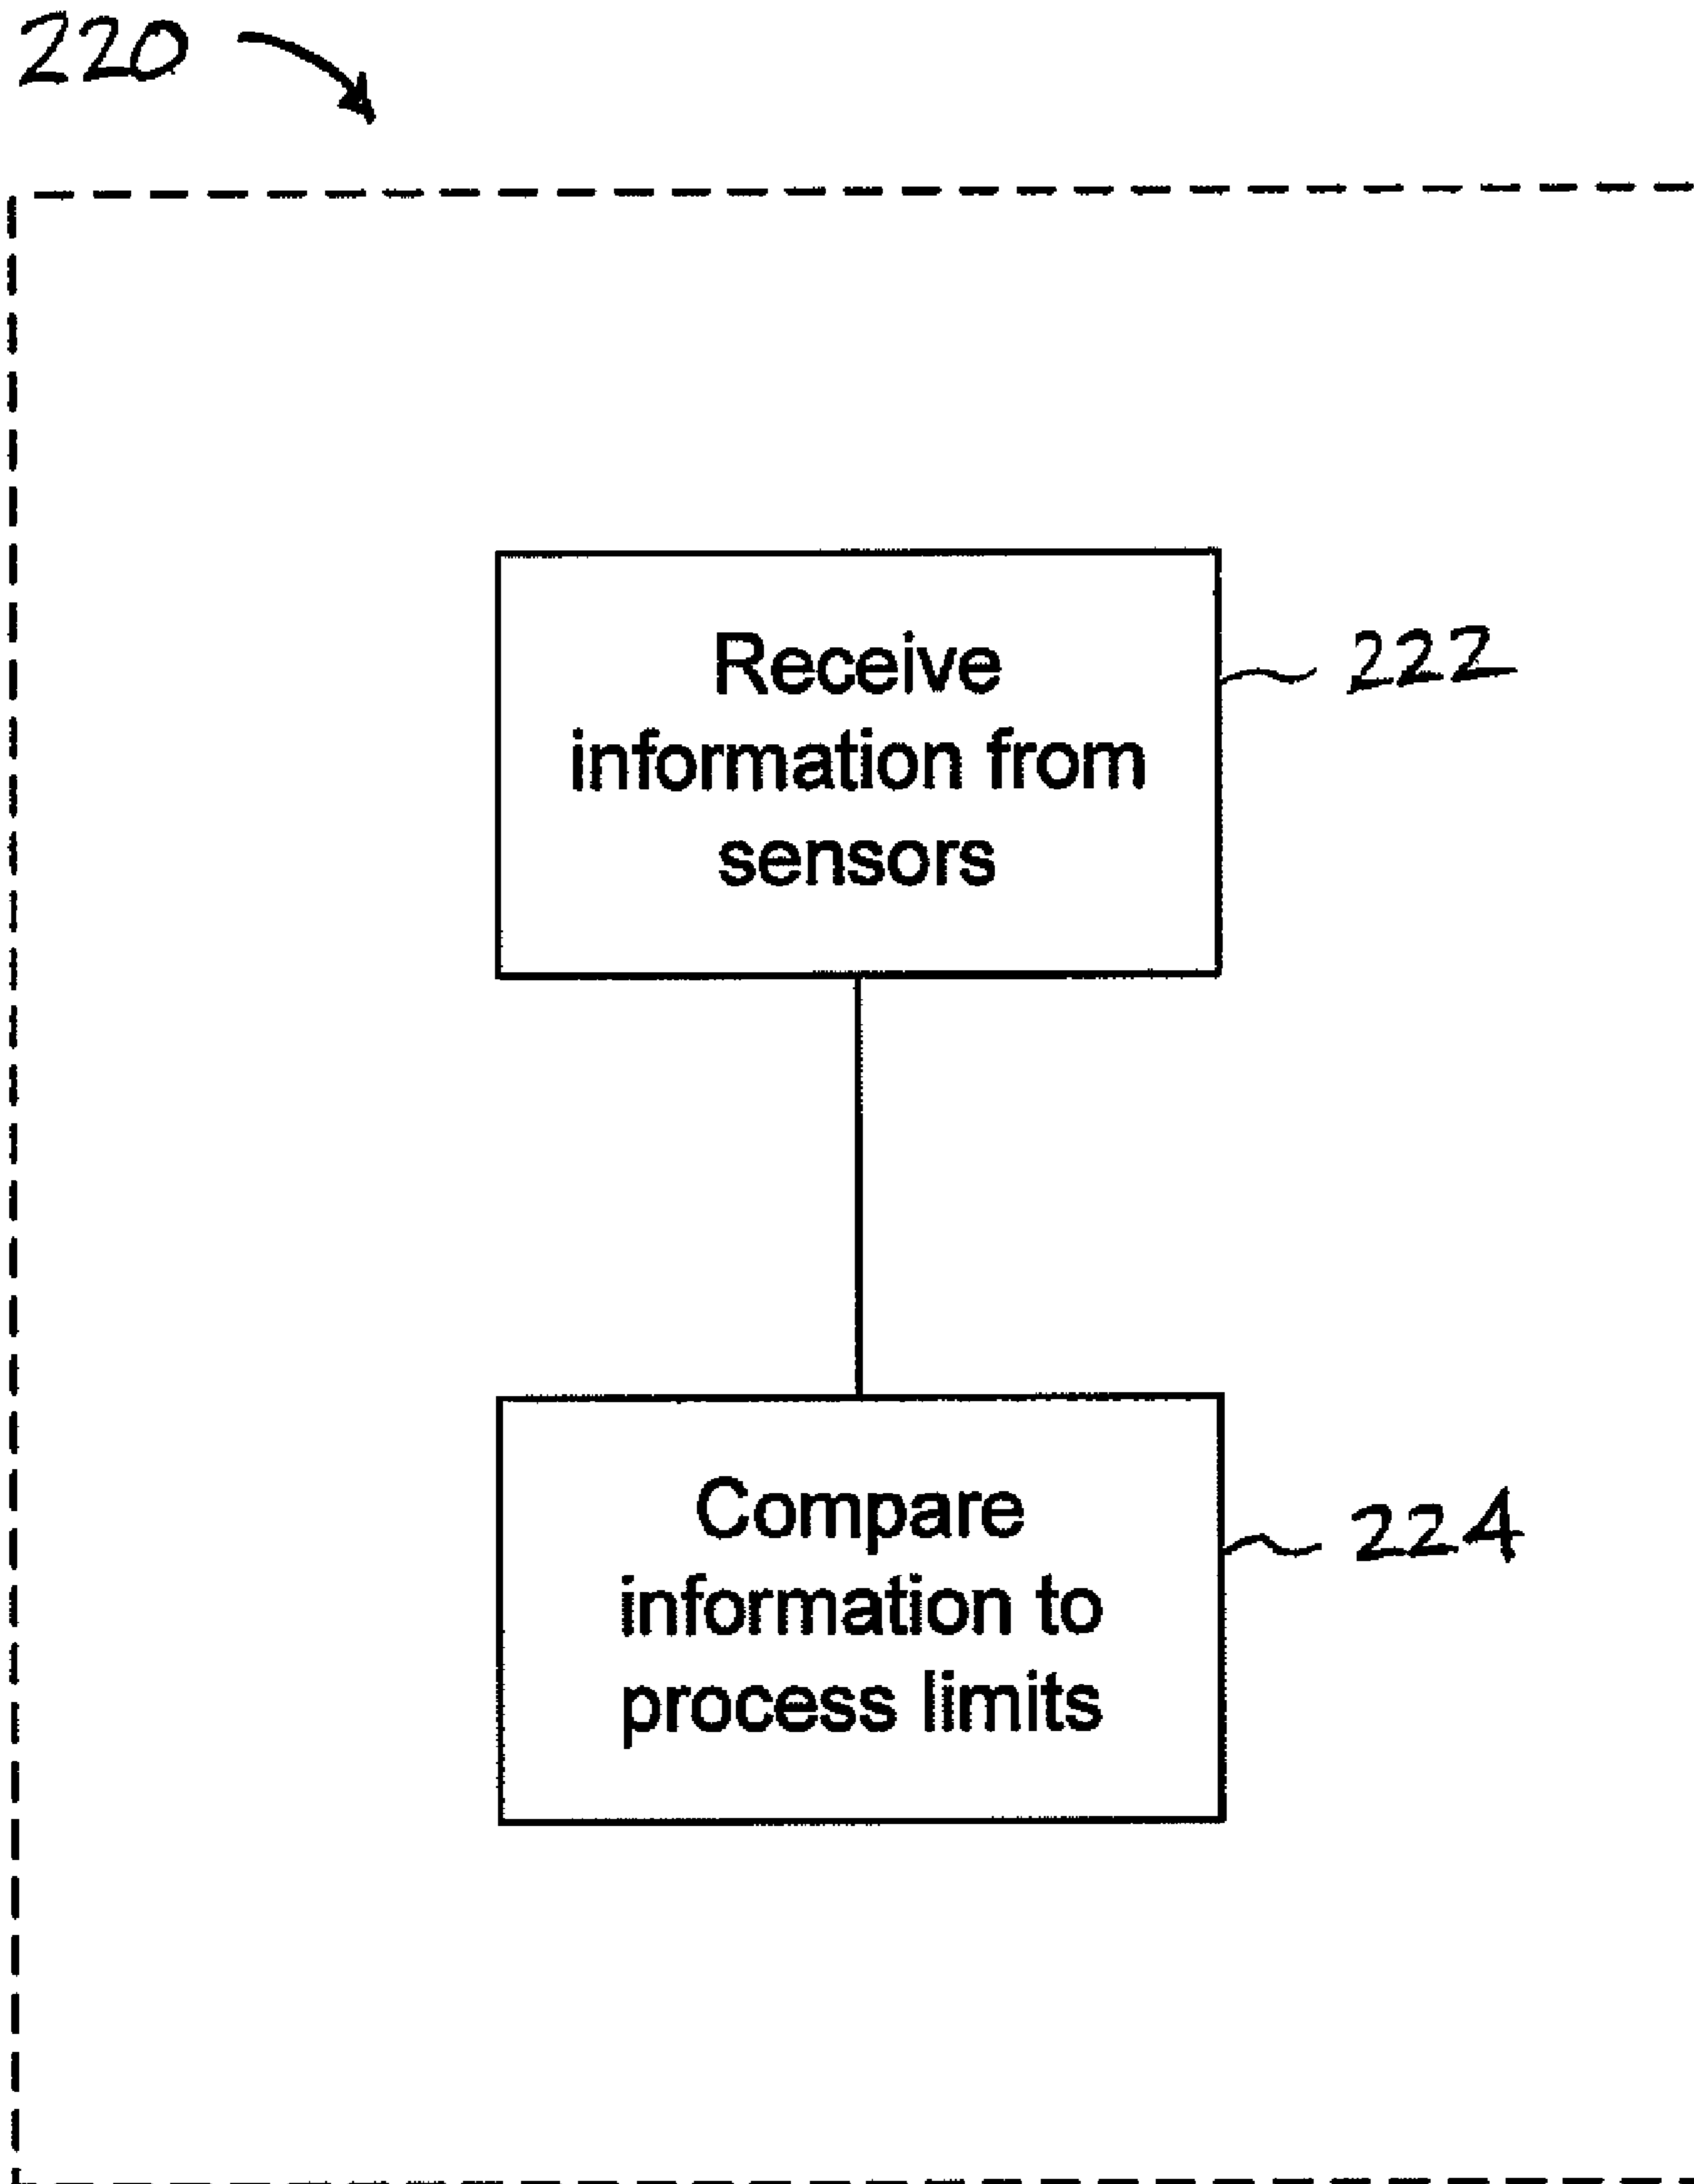 220
Receive
information from
sensors
222
Compare
information to
process limits
224